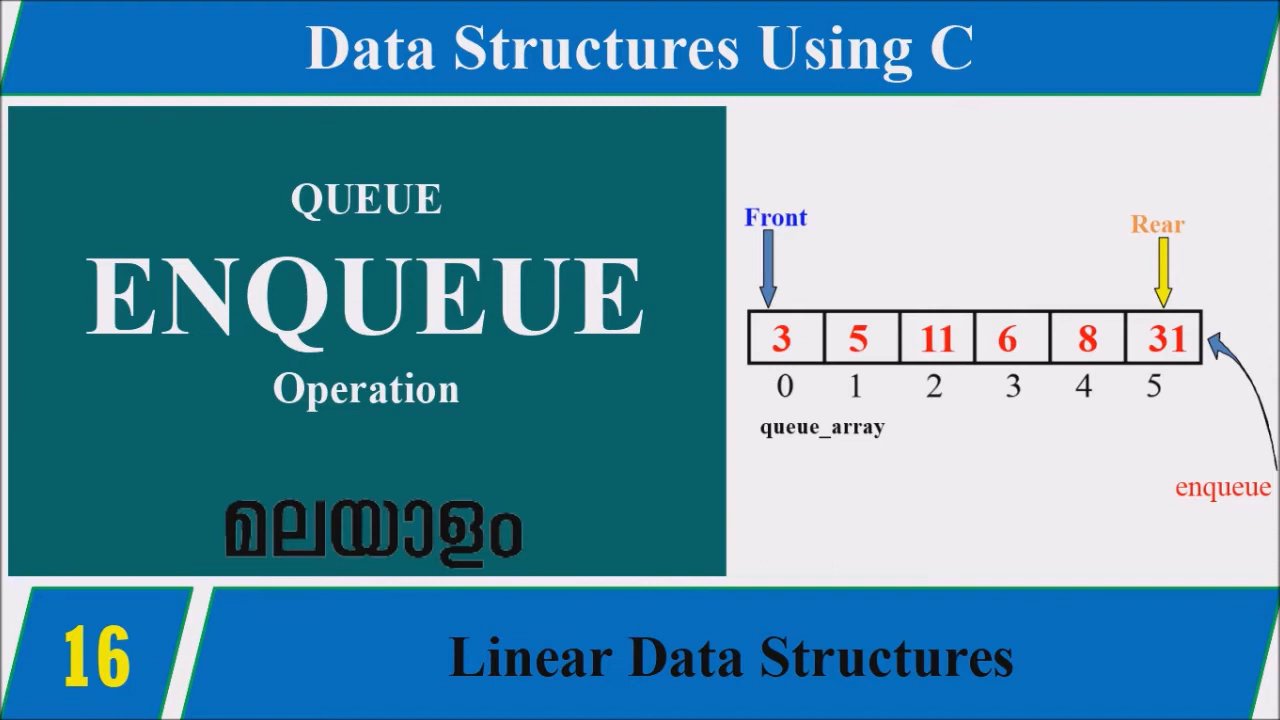 Data Structures Using C
QUEUE
ENQUEUE
Operation
മലയാളം
Front
Rear
3 5 11 6 8 31
0 1 2 3 4 5
queue_array
enqueue
16
Linear Data Structures